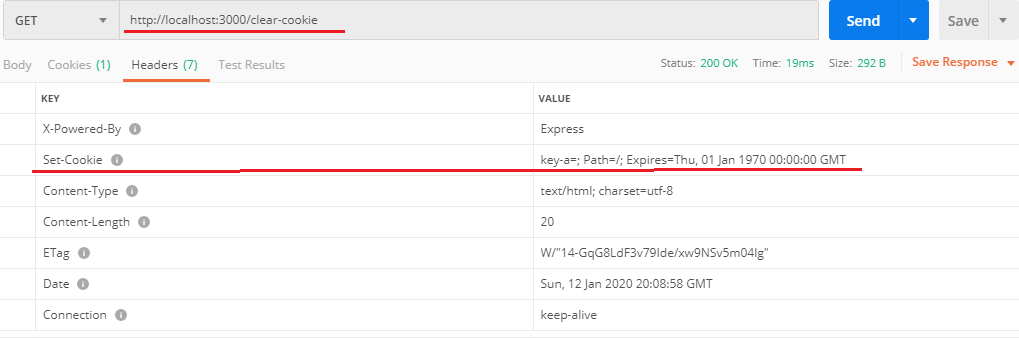 GET http://localhost:3000/clear-cookie Send Save
Body Cookies (1) Headers (7) Test Results Status: 200 OK Time: 19ms Size: 292 B Save Response
KEY VALUE
X-Powered-By Express
Set-Cookie key-a=; Path=/; Expires=Thu, 01 Jan 1970 00:00:00 GMT
Content-Type text/html; charset=utf-8
Content-Length 20
ETag W/"14-GqG8LdF3v79Ide/xw9NSv5m04Ig"
Date Sun, 12 Jan 2020 20:08:58 GMT
Connection keep-alive